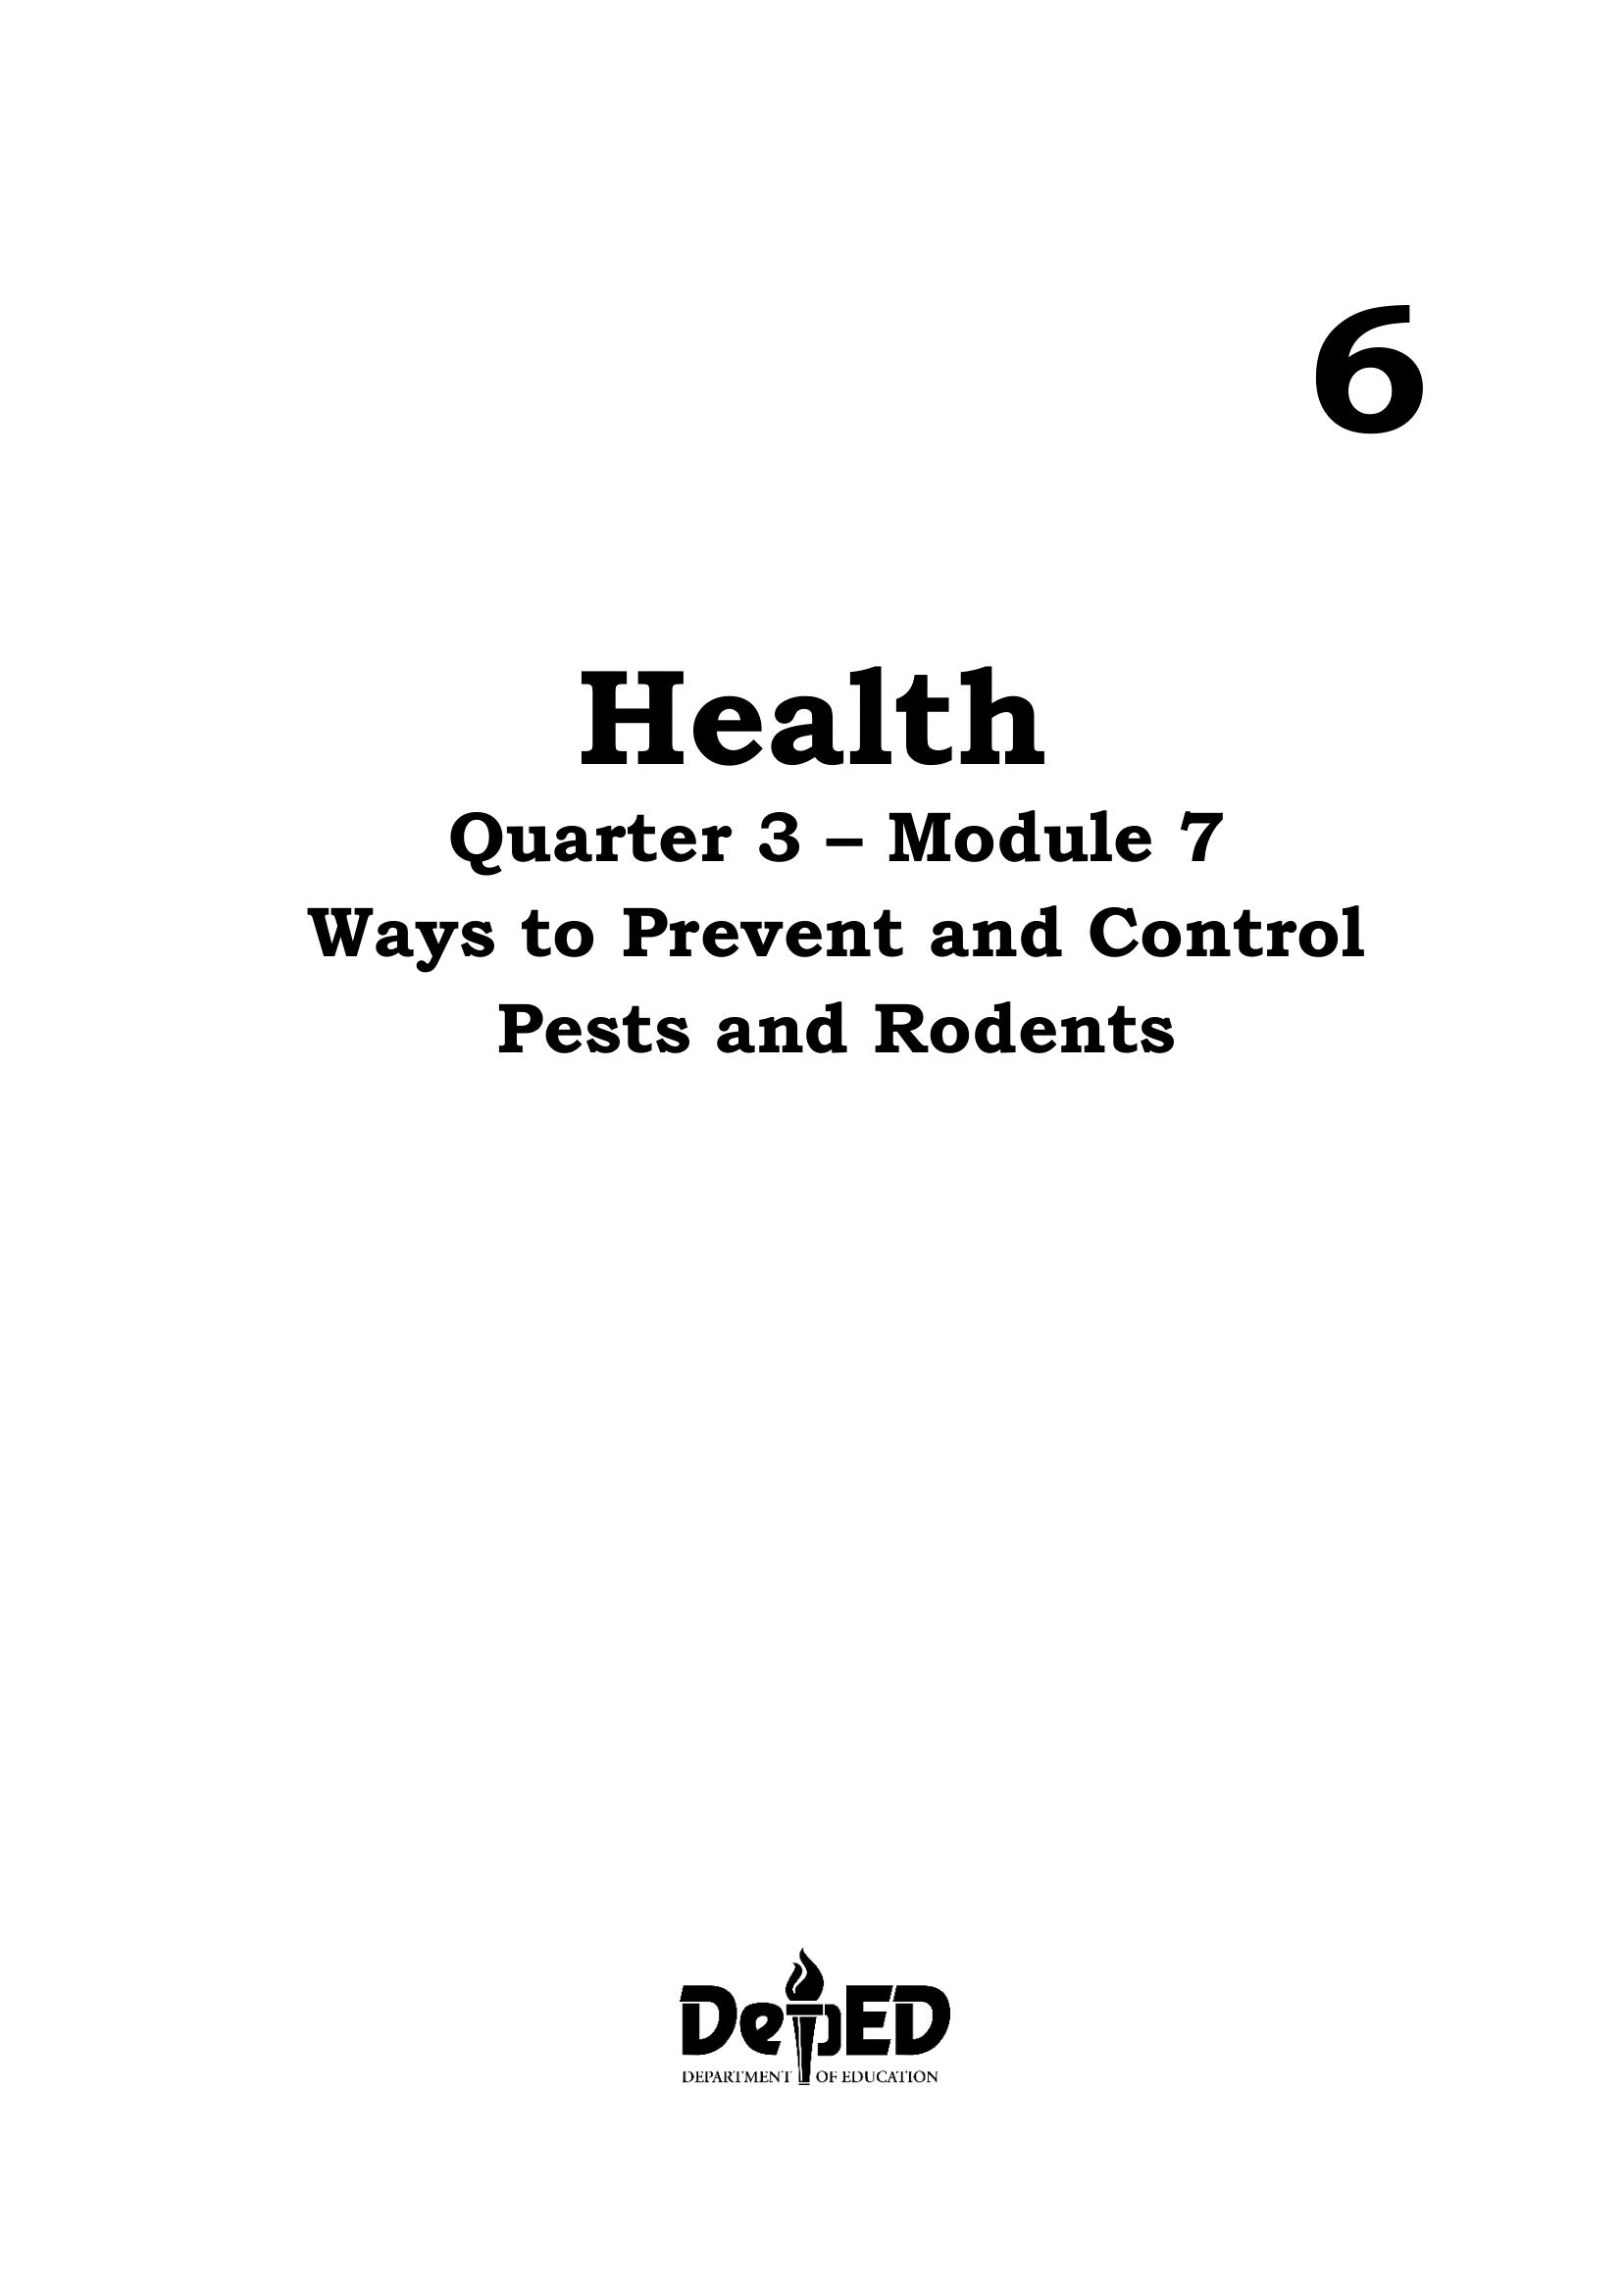 6
Health
Quarter 3 – Module 7
Ways to Prevent and Control
Pests and Rodents
DepED
DEPARTMENT OF EDUCATION